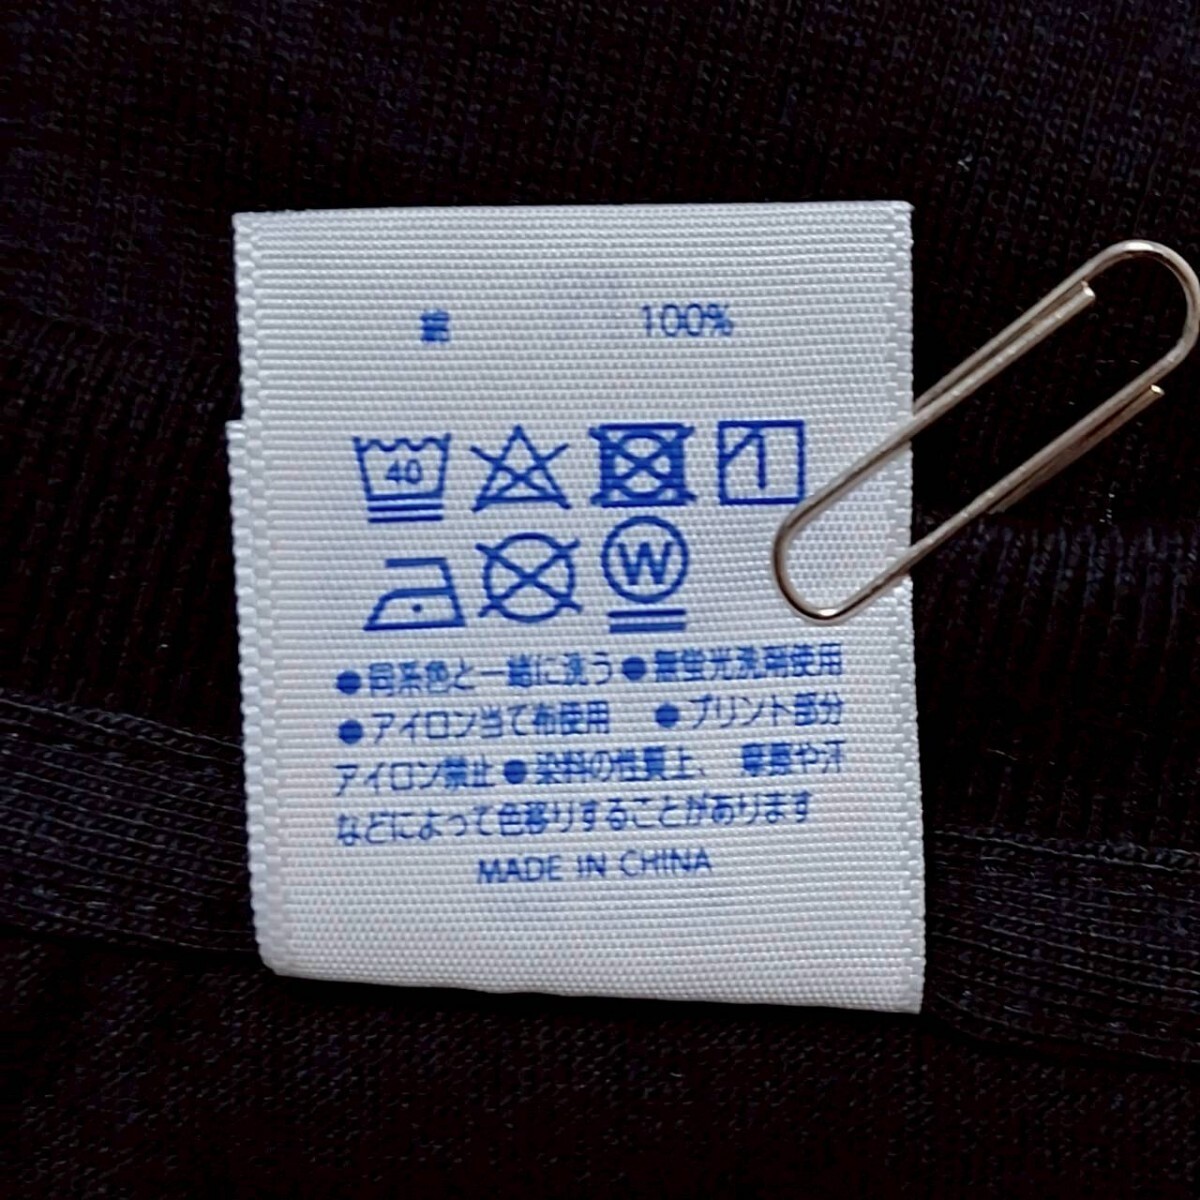 綿 100%
40
W
●同系色と一緒に洗う●無蛍光洗剤使用
●アイロン当て布使用 ●プリント部分
アイロン禁止●染料の性質上、摩擦や汗
などによって色移りすることがあります
MADE IN CHINA